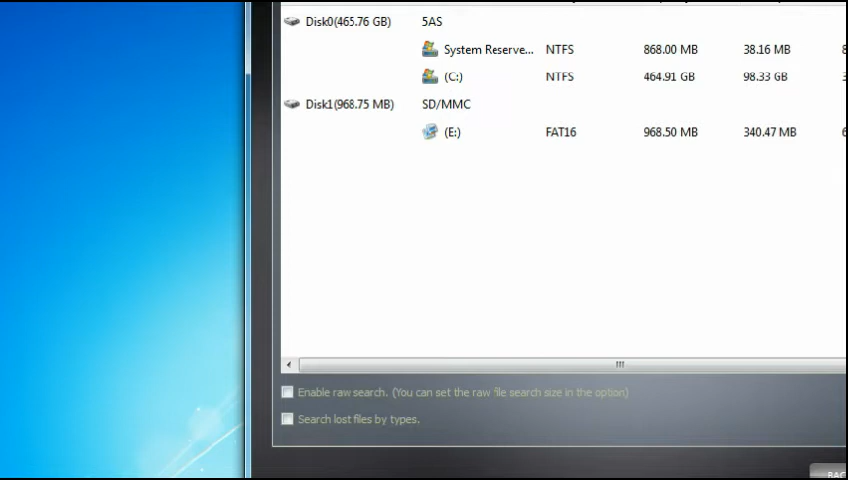 Disk0(465.76 GB) 5AS
System Reserve... NTFS 868.00 MB 38.16 MB
(C:) NTFS 464.91 GB 98.33 GB
Disk1(968.75 MB) SD/MMC
(E:) FAT16 968.50 MB 340.47 MB
Enable raw search. (You can set the raw file search size in the option)
Search lost files by types.